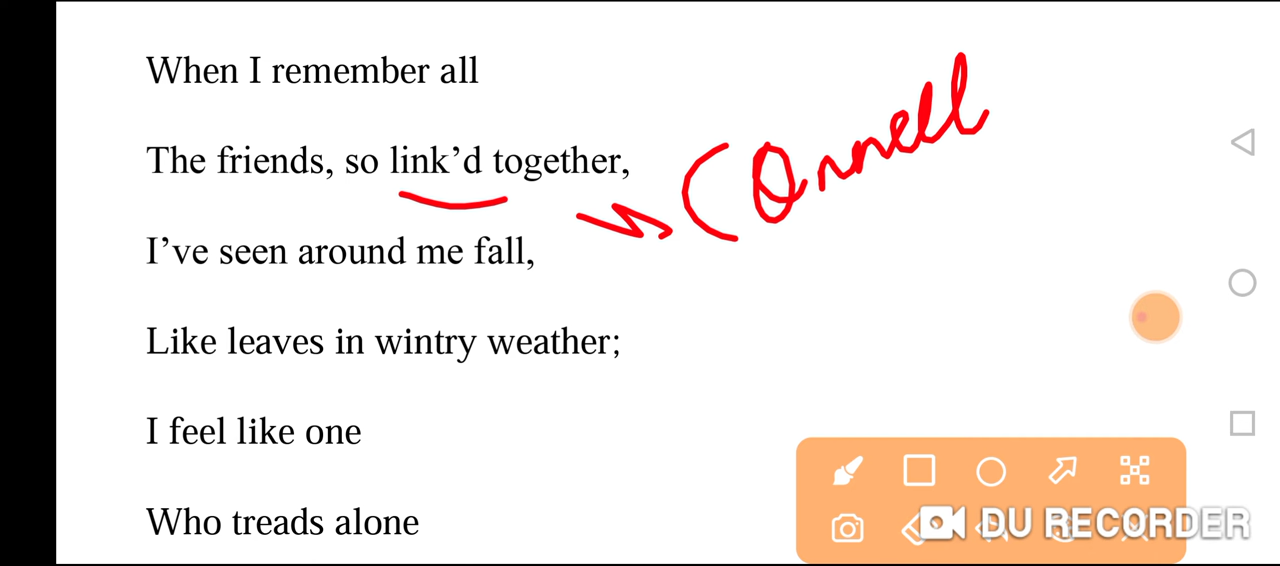 When I remember all
The friends, so link’d together,
I’ve seen around me fall,
Like leaves in wintry weather;
I feel like one
Who treads alone
DU RECORDER